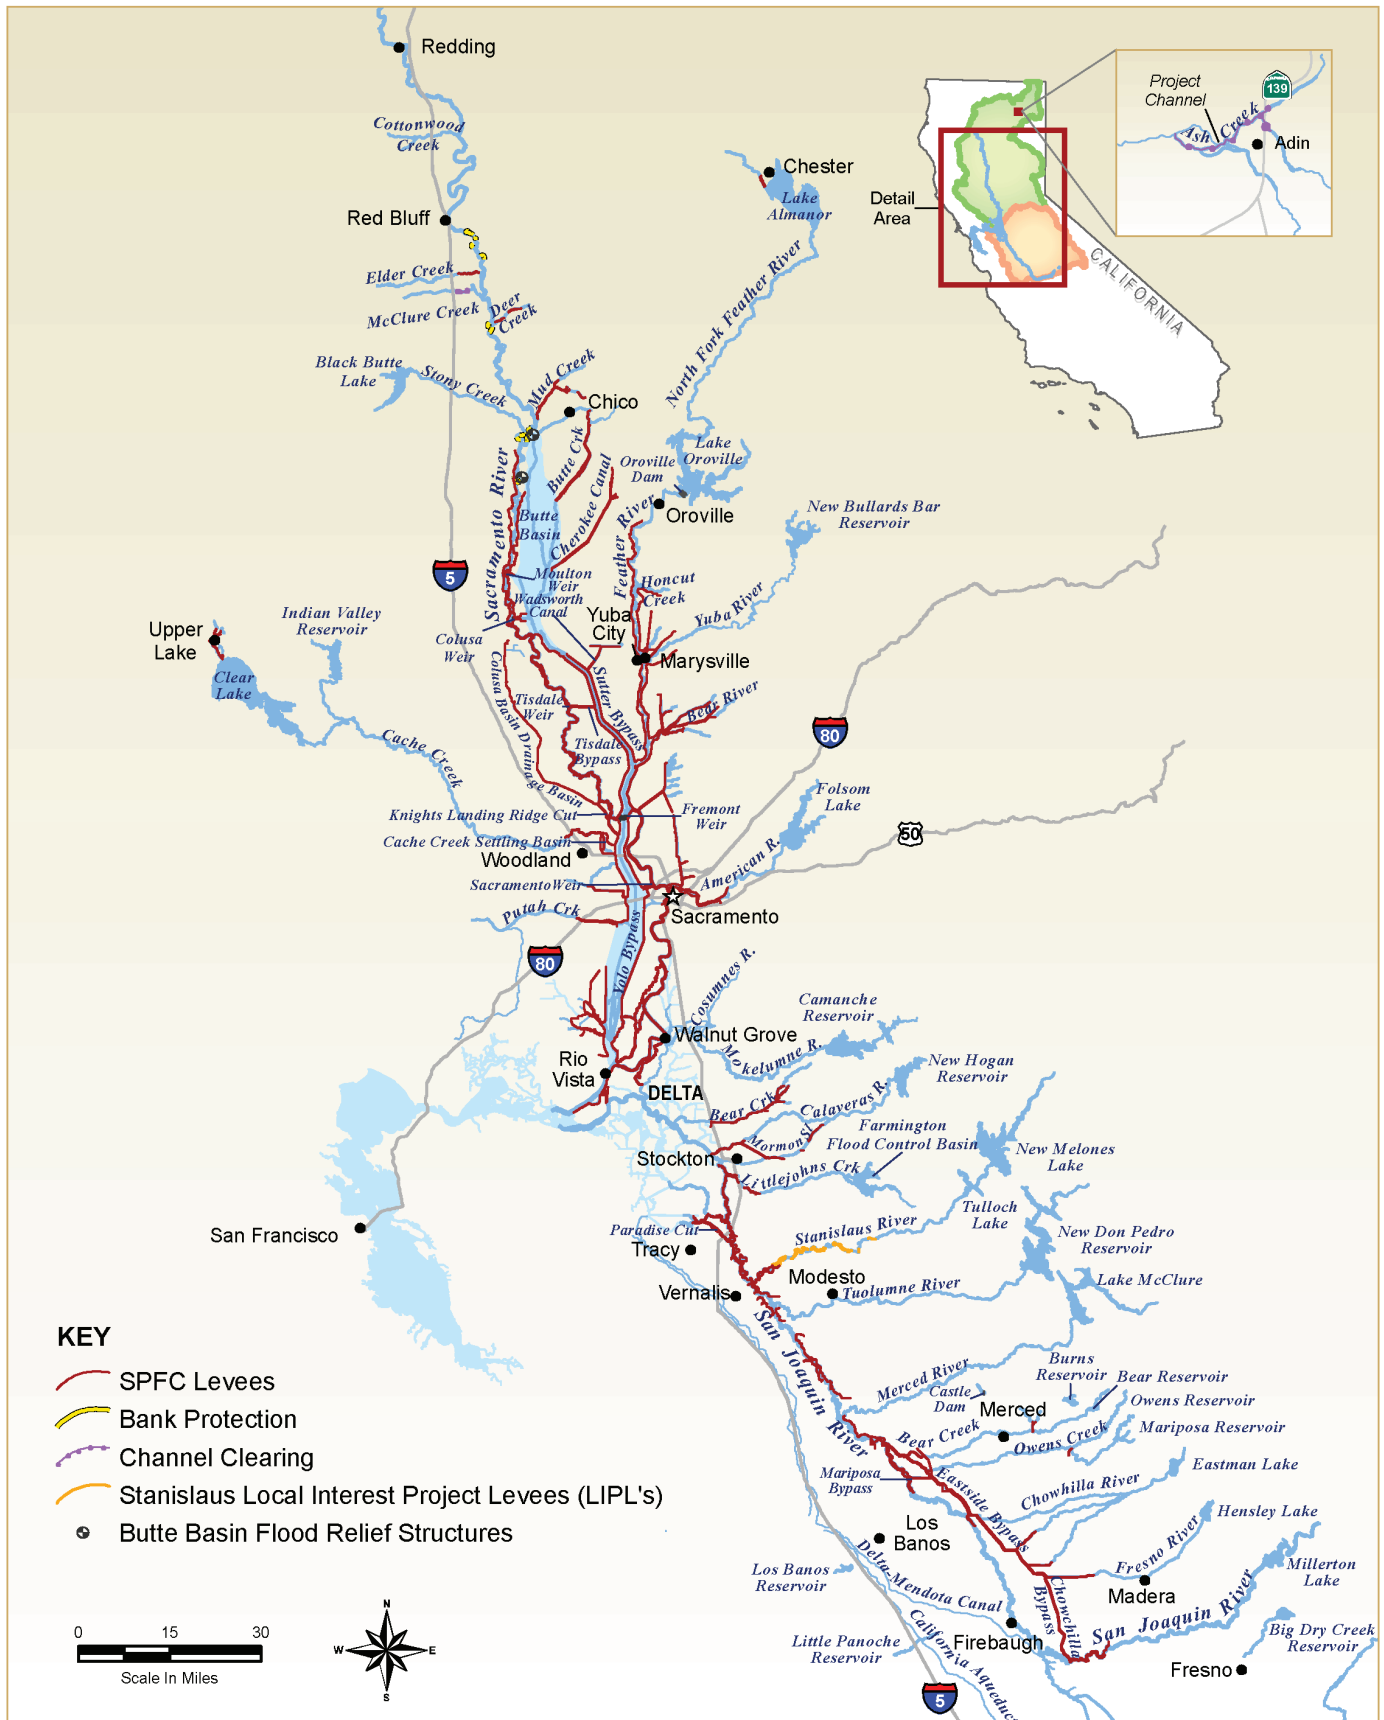 Redding
Cottonwood
Creek
Project
Channel
139
Ash Creek
Adin
Chester
Lake
Almanor
Detail
Area
CALIFORNIA
Red Bluff
Elder Creek
McClure Creek
Deer
Creek
North Fork Feather River
Black Butte
Lake
Stony Creek
Mud Creek
Chico
Butte Crk
Cherokee Canal
Sacramento River
Lake
Oroville
Oroville
Dam
Oroville
Feather River
New Bullards Bar
Reservoir
Butte
Basin
5
Moulton
Weir
Wadsworth
Canal
Honcut
Creek
Yuba River
Yuba
City
Marysville
Indian Valley
Reservoir
Upper
Lake
Clear
Lake
Colusa
Weir
Colusa Basin Drainage Basin
Tisdale
Weir
Sutter Bypass
Bear River
Tisdale
Bypass
80
Cache Creek
Folsom
Lake
Knights Landing Ridge Cut
Fremont
Weir
50
Cache Creek Settling Basin
Woodland
American R.
Sacramento Weir
Sacramento
Putah Crk
Yolo Bypass
80
Cosumnes R.
Camanche
Reservoir
Walnut Grove
Mokelumne R.
Rio
Vista
DELTA
New Hogan
Reservoir
Bear Crk
Calaveras R.
Farmington
Flood Control Basin
Mormon Sl
Stockton
Littlejohns Crk
New Melones
Lake
Tulloch
Lake
San Francisco
Paradise Cut
Tracy
Stanislaus River
New Don Pedro
Reservoir
Vernalis
Modesto
Tuolumne River
Lake McClure
San Joaquin River
Merced River
Burns
Reservoir
Bear Reservoir
Castle
Dam
Owens Reservoir
Merced
Mariposa Reservoir
Bear Creek
Owens Creek
Mariposa
Bypass
Eastside Bypass
Eastman Lake
Chowhilla River
Hensley Lake
Los
Banos
Fresno River
Millerton
Lake
Los Banos
Reservoir
Delta-Mendota Canal
Madera
Chowchilla
Bypass
Firebaugh
San Joaquin River
Big Dry Creek
Reservoir
Little Panoche
Reservoir
California Aqueduc
Fresno
5
KEY
SPFC Levees
Bank Protection
Channel Clearing
Stanislaus Local Interest Project Levees (LIPL's)
Butte Basin Flood Relief Structures
0 15 30
Scale In Miles
N
W E
S